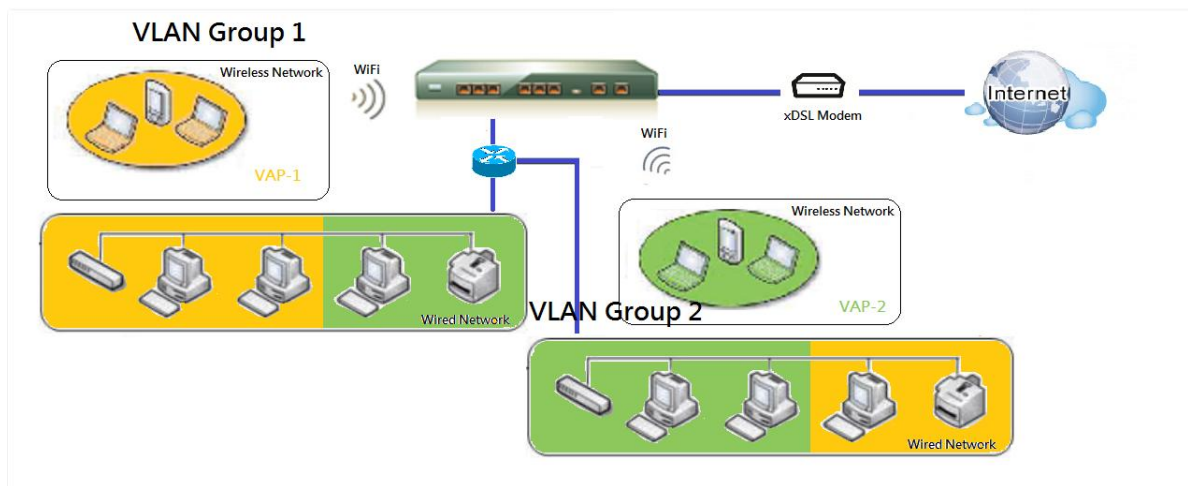 VLAN Group 1
Wireless Network
WiFi
VAP-1
xDSL Modem
Internet
WiFi
Wireless Network
VAP-2
Wired Network
VLAN Group 2
Wired Network